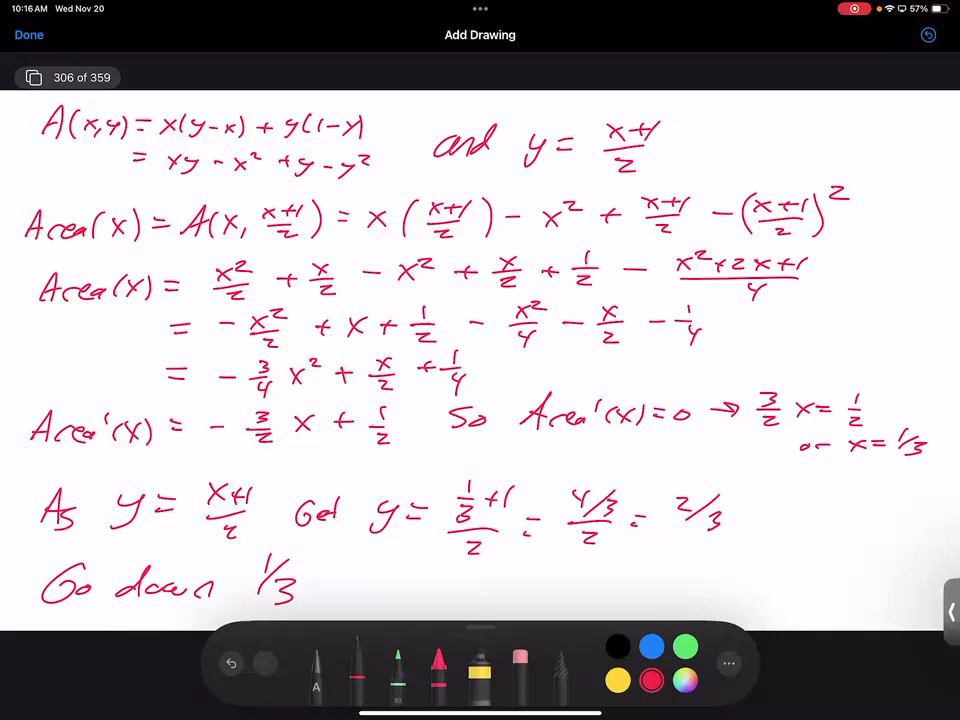 10:16 AM Wed Nov 20
57%
Done
Add Drawing
306 of 359
A(x,y) = x(y-x) + y(1-y)
= xy - x² + y - y²
and y = (x+1)/2
Area(x) = A(x, (x+1)/2) = x((x+1)/2) - x² + (x+1)/2 - ((x+1)/2)²
Area(x) = x²/2 + x/2 - x² + x/2 + 1/2 - (x²+2x+1)/4
= -x²/2 + x + 1/2 - x²/4 - x/2 - 1/4
= -3/4 x² + x/2 + 1/4
Area'(x) = -3/2 x + 1/2 So Area'(x) = 0 → 3/2 x = 1/2
or x = 1/3
As y = (x+1)/2 Get y = (1/3+1)/2 = (4/3)/2 = 2/3
Go down 1/3
A
50